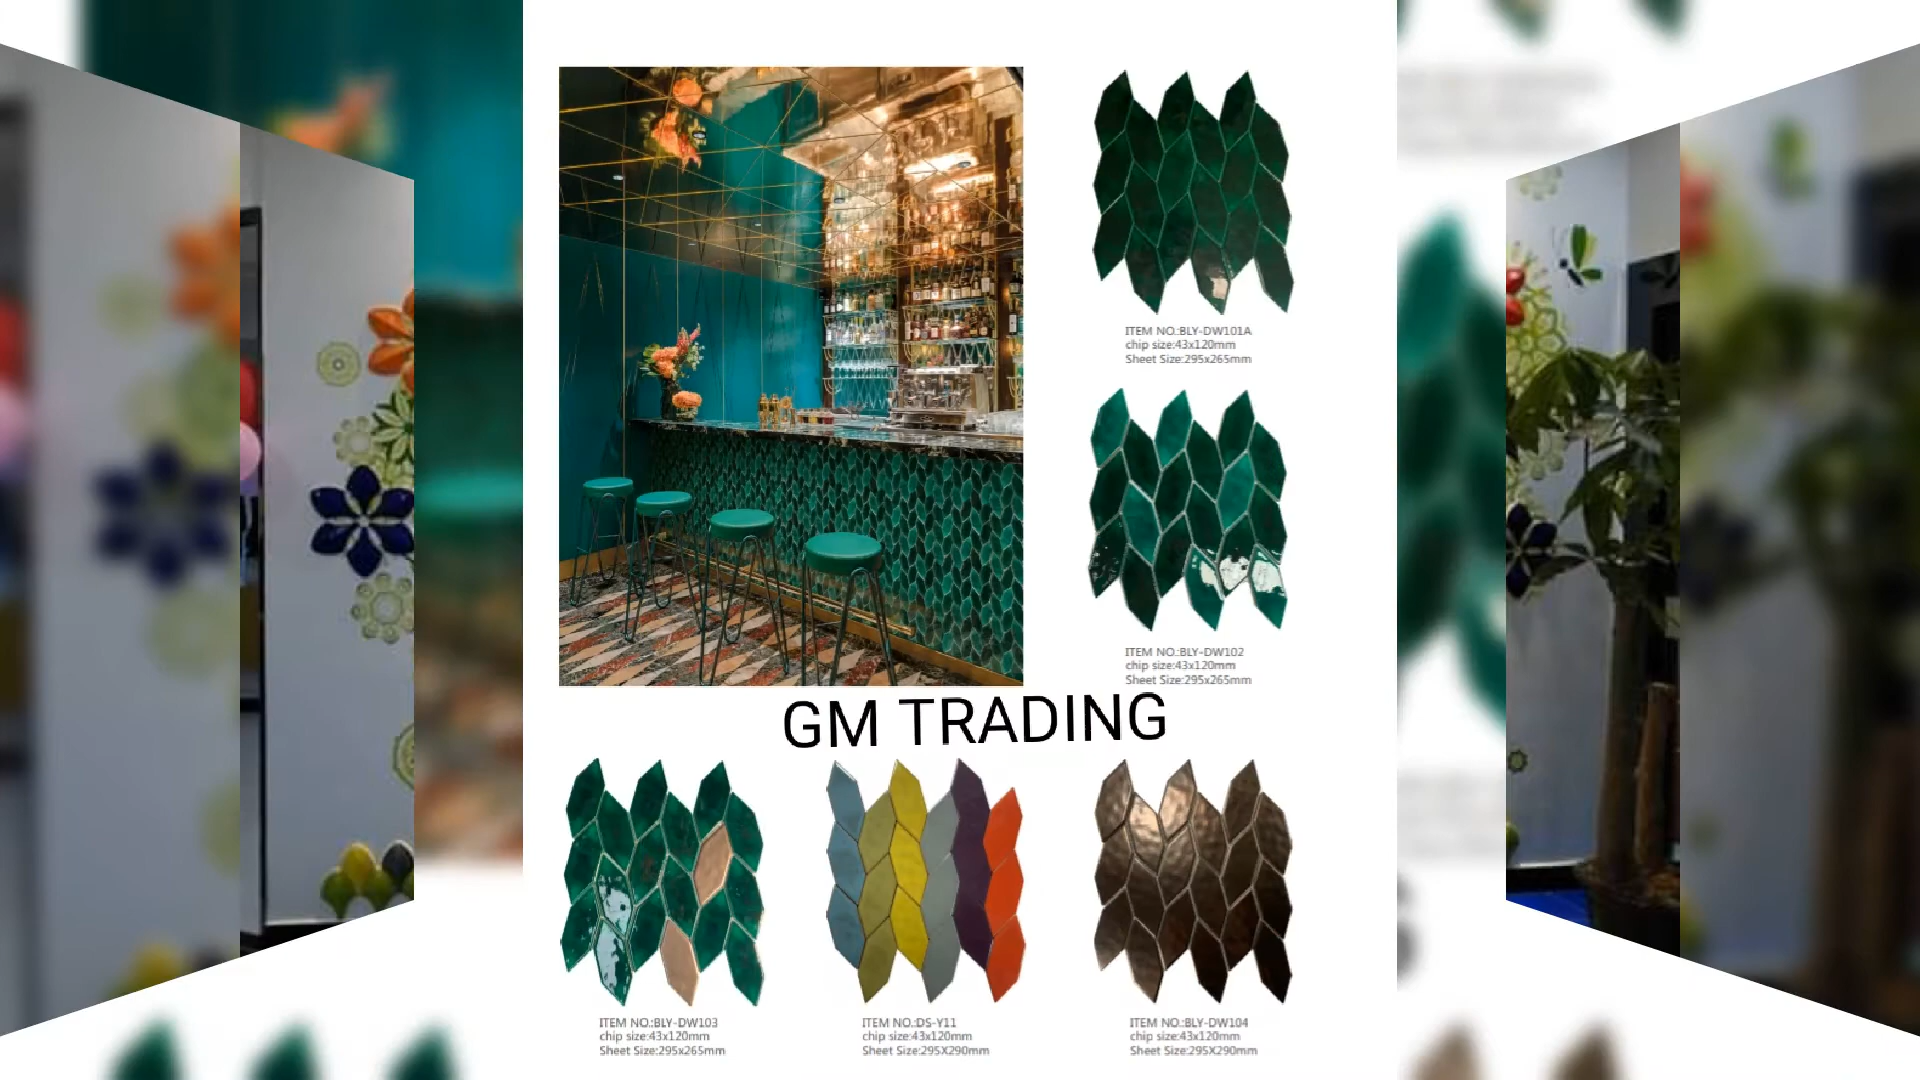 ITEM NO.:BLY-DW101A
chip size:43x120mm
Sheet Size:295x265mm
ITEM NO.:BLY-DW102
chip size:43x120mm
Sheet Size:295x265mm
GM TRADING
ITEM NO.:BLY-DW103
chip size:43x120mm
Sheet Size:295x265mm
ITEM NO.:DS-Y11
chip size:43x120mm
Sheet Size:295X290mm
ITEM NO.:BLY-DW104
chip size:43x120mm
Sheet Size:295X290mm